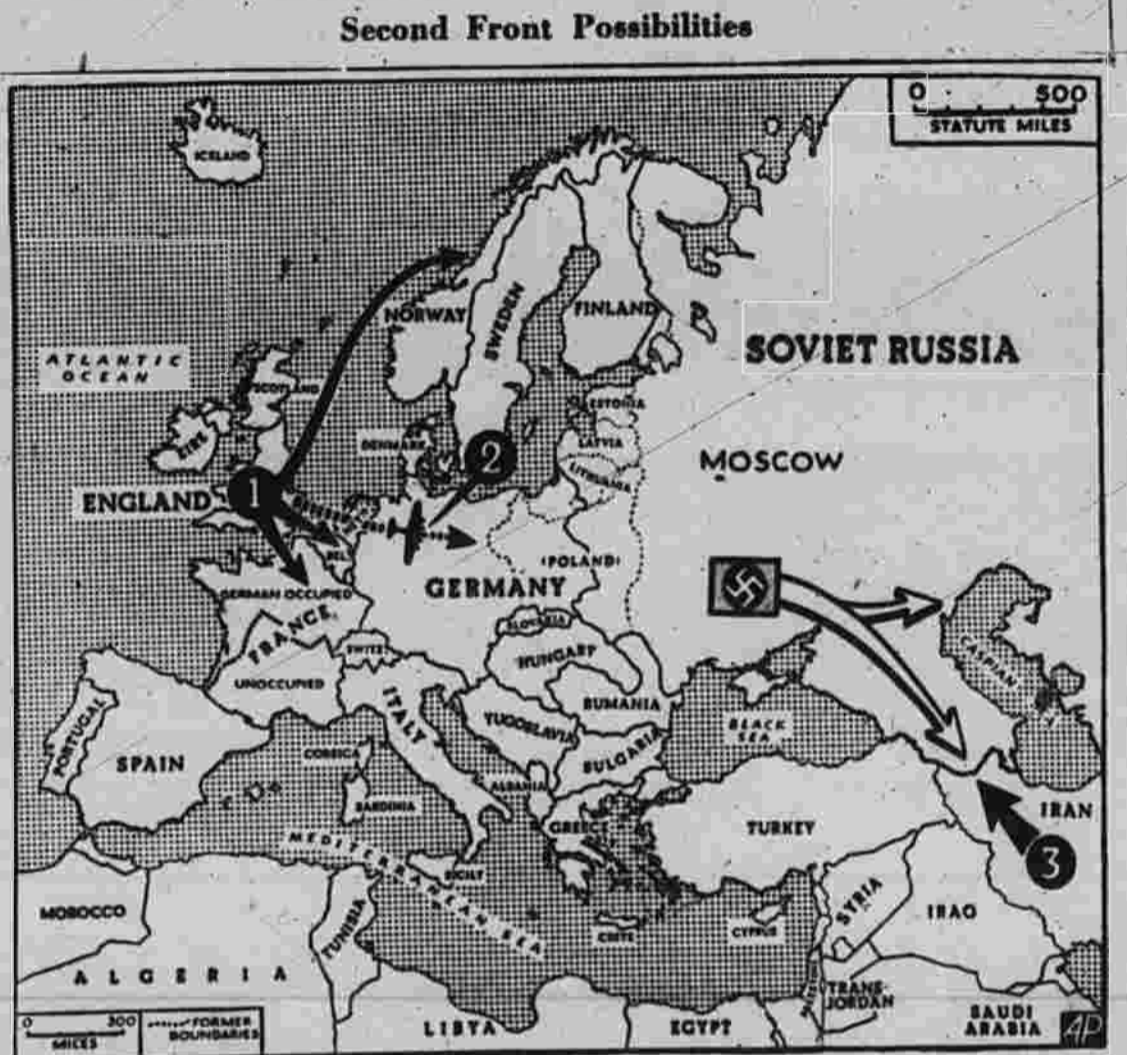 Second Front Possibilities
0 500
STATUTE MILES
ICELAND
NORWAY
SWEDEN
FINLAND
SOVIET RUSSIA
ATLANTIC
OCEAN
SCOTLAND
ESTONIA
EIRE
DENMARK
2
LATVIA
LITHUANIA
MOSCOW
ENGLAND
1
BEL.
(POLAND)
GERMANY
GERMAN OCCUPIED
FRANCE
SLOVAKIA
SWITZ
HUNGARY
UNOCCUPIED
CASPIAN
SEA
RUMANIA
ITALY
YUGOSLAVIA
BLACK
SEA
PORTUGAL
SPAIN
CORSICA
BULGARIA
ALBANIA
SARDINIA
IRAN
GREECE
TURKEY
MEDITERRANEAN SEA
SICILY
3
MOROCCO
TUNISIA
CRETE
CYPRUS
SYRIA
IRAQ
ALGERIA
TRANS-
JORDAN
SAUDI
ARABIA
0 300
MILES
FORMER
BOUNDARIES
LIBYA
EGYPT
AP